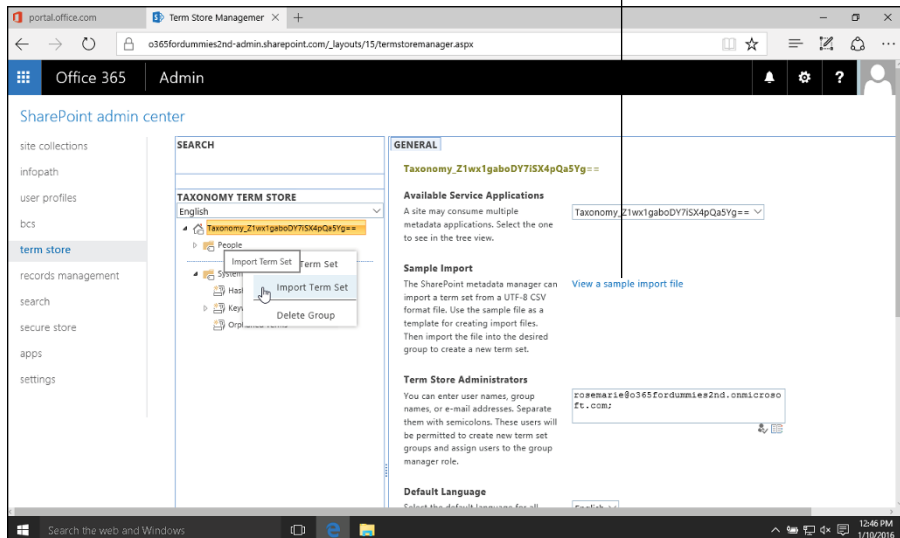 portal.office.com
Term Store Managemer
o365fordummies2nd-admin.sharepoint.com/_layouts/15/termstoremanager.aspx
Office 365
Admin
?
SharePoint admin center
site collections
infopath
user profiles
bcs
term store
records management
search
secure store
apps
settings
SEARCH
TAXONOMY TERM STORE
English
Taxonomy_Z1wx1gaboDY7iSX4pQa5Yg==
People
Import Term Set
Term Set
System
Import Term Set
Delete Group
GENERAL
Taxonomy_Z1wx1gaboDY7iSX4pQa5Yg==
Available Service Applications
A site may consume multiple
metadata applications. Select the one
to see in the tree view.
Taxonomy_Z1wx1gaboDY7iSX4pQa5Yg==
Sample Import
The SharePoint metadata manager can
import a term set from a UTF-8 CSV
format file. Use the sample file as a
template for creating import files.
Then import the file into the desired
group to create a new term set.
View a sample import file
Term Store Administrators
You can enter user names, group
names, or e-mail addresses. Separate
them with semicolons. These users will
be permitted to create new term set
groups and assign users to the group
manager role.
rosemarie@o365fordummies2nd.onmicroso
ft.com;
Default Language
Select the default language for all
English
Search the web and Windows
12:46 PM
1/10/2016